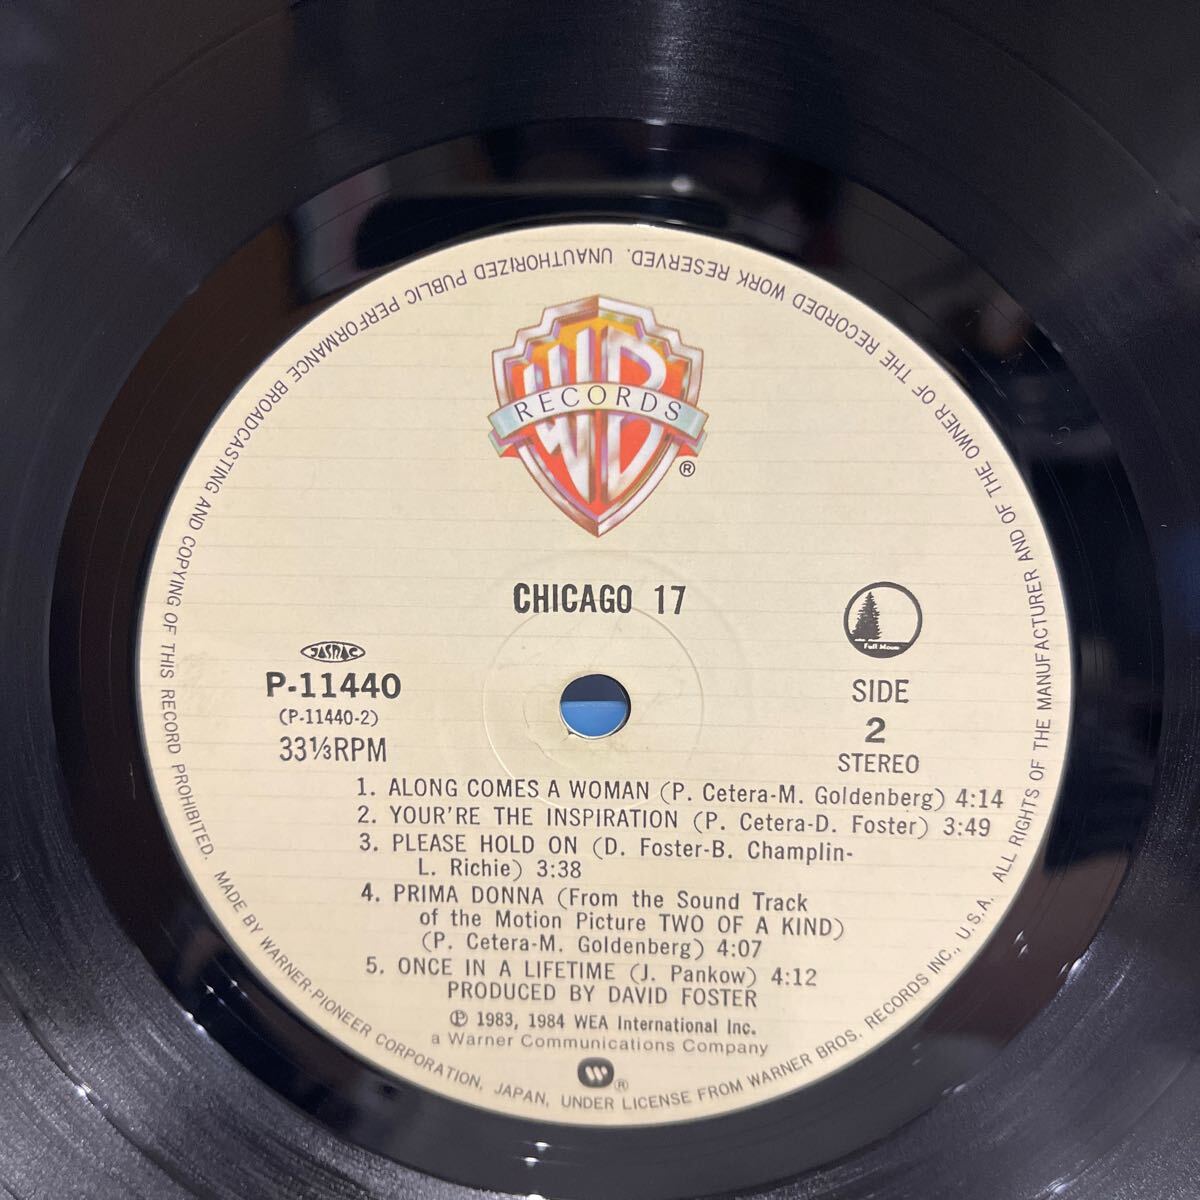 WB
RECORDS
®
CHICAGO 17
JASRAC
P-11440
(P-11440-2)
33⅓RPM
Full Moon
SIDE
2
STEREO
1. ALONG COMES A WOMAN (P. Cetera-M. Goldenberg) 4:14
2. YOUR'RE THE INSPIRATION (P. Cetera-D. Foster) 3:49
3. PLEASE HOLD ON (D. Foster-B. Champlin-
L. Richie) 3:38
4. PRIMA DONNA (From the Sound Track
of the Motion Picture TWO OF A KIND)
(P. Cetera-M. Goldenberg) 4:07
5. ONCE IN A LIFETIME (J. Pankow) 4:12
PRODUCED BY DAVID FOSTER
℗ 1983, 1984 WEA International Inc.
a Warner Communications Company
®
ALL RIGHTS OF THE MANUFACTURER AND OF THE OWNER OF THE RECORDED WORK RESERVED. UNAUTHORIZED PUBLIC PERFORMANCE BROADCASTING AND COPYING OF THIS RECORD PROHIBITED.
MADE BY WARNER-PIONEER CORPORATION, JAPAN, UNDER LICENSE FROM WARNER BROS. RECORDS INC., U.S.A.